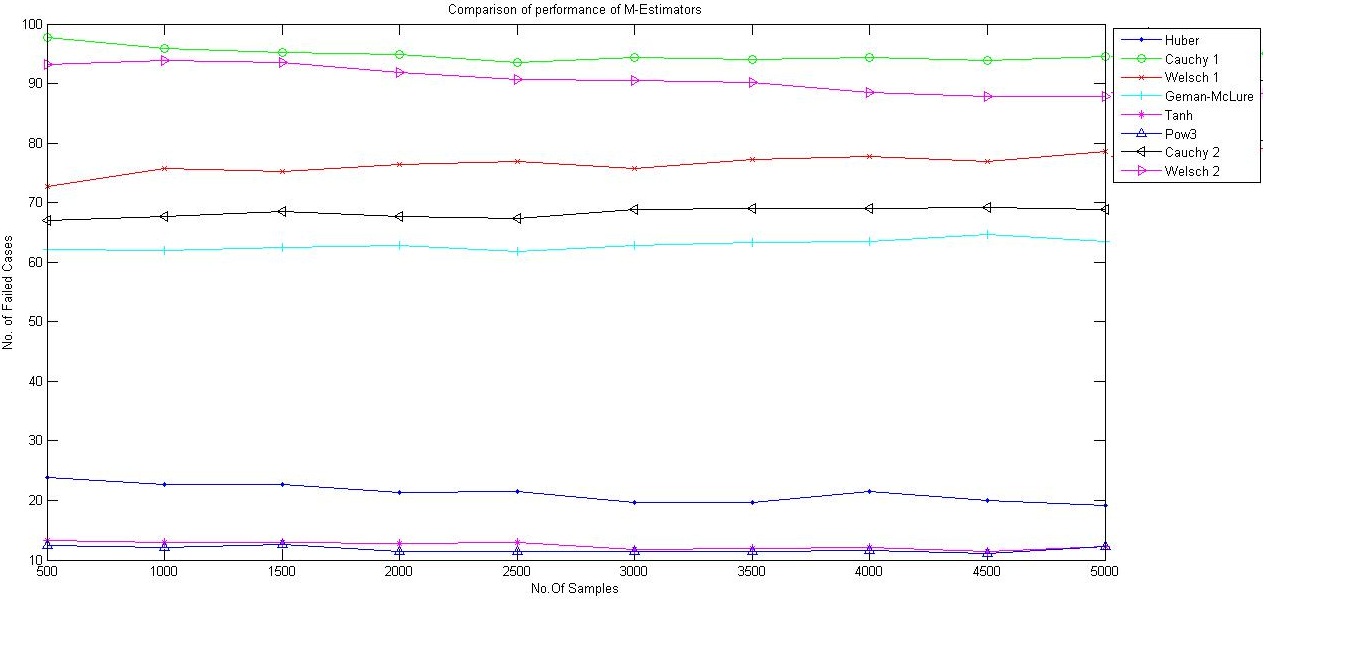 Comparison of performance of M-Estimators
100
90
80
70
60
50
40
30
20
10
No. of Failed Cases
500 1000 1500 2000 2500 3000 3500 4000 4500 5000
No.Of Samples
Huber
Cauchy 1
Welsch 1
Geman-McLure
Tanh
Pow3
Cauchy 2
Welsch 2